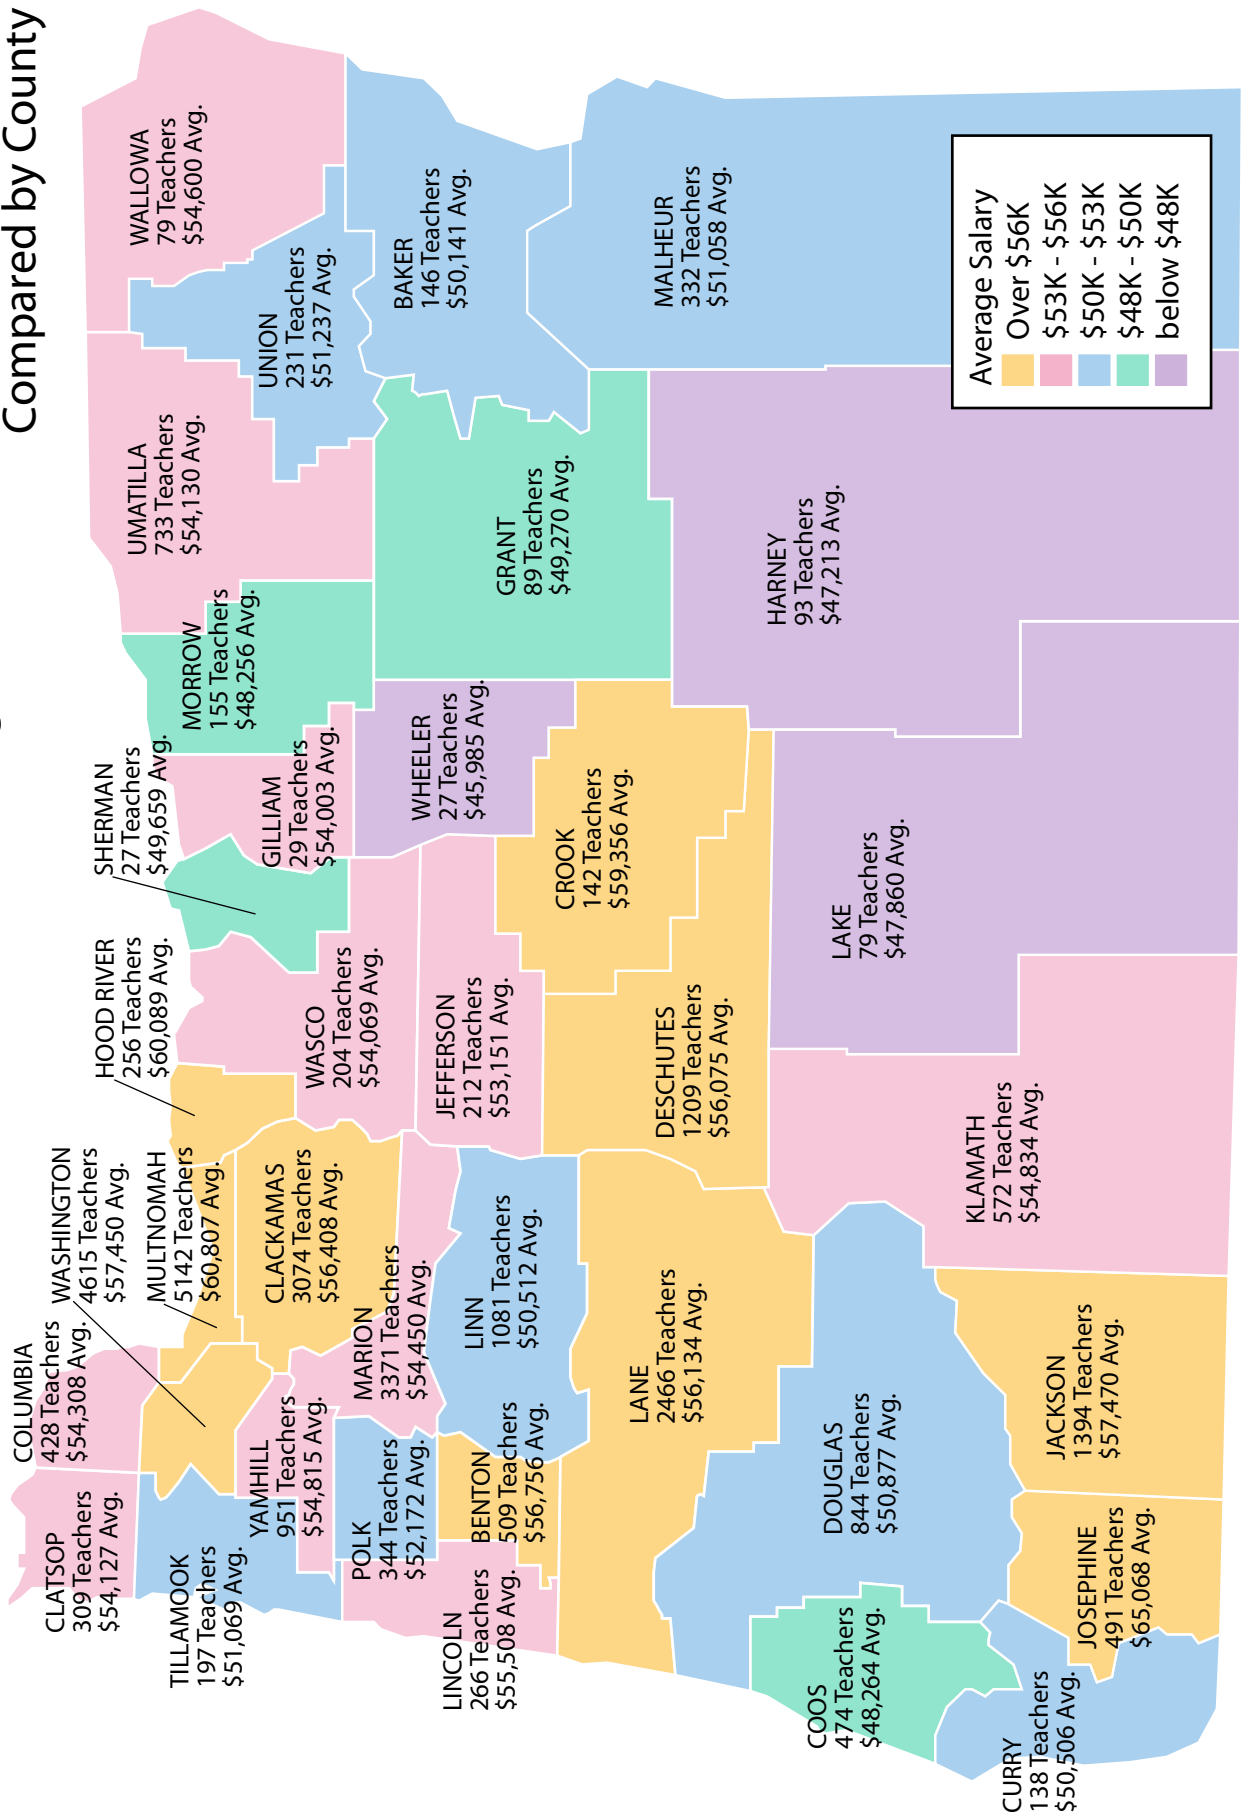 Compared by County
CLATSOP
309 Teachers
$54,127 Avg.
COLUMBIA
428 Teachers
$54,308 Avg.
WASHINGTON
4615 Teachers
$57,450 Avg.
MULTNOMAH
5142 Teachers
$60,807 Avg.
HOOD RIVER
256 Teachers
$60,089 Avg.
SHERMAN
27 Teachers
$49,659 Avg.
GILLIAM
29 Teachers
$54,003 Avg.
MORROW
155 Teachers
$48,256 Avg.
UMATILLA
733 Teachers
$54,130 Avg.
WALLOWA
79 Teachers
$54,600 Avg.
UNION
231 Teachers
$51,237 Avg.
TILLAMOOK
197 Teachers
$51,069 Avg.
YAMHILL
951 Teachers
$54,815 Avg.
CLACKAMAS
3074 Teachers
$56,408 Avg.
WASCO
204 Teachers
$54,069 Avg.
POLK
344 Teachers
$52,172 Avg.
MARION
3371 Teachers
$54,450 Avg.
JEFFERSON
212 Teachers
$53,151 Avg.
WHEELER
27 Teachers
$45,985 Avg.
BAKER
146 Teachers
$50,141 Avg.
LINCOLN
266 Teachers
$55,508 Avg.
BENTON
509 Teachers
$56,756 Avg.
LINN
1081 Teachers
$50,512 Avg.
GRANT
89 Teachers
$49,270 Avg.
CROOK
142 Teachers
$59,356 Avg.
LANE
2466 Teachers
$56,134 Avg.
DESCHUTES
1209 Teachers
$56,075 Avg.
MALHEUR
332 Teachers
$51,058 Avg.
HARNEY
93 Teachers
$47,213 Avg.
COOS
474 Teachers
$48,264 Avg.
DOUGLAS
844 Teachers
$50,877 Avg.
LAKE
79 Teachers
$47,860 Avg.
KLAMATH
572 Teachers
$54,834 Avg.
CURRY
138 Teachers
$50,506 Avg.
JOSEPHINE
491 Teachers
$65,068 Avg.
JACKSON
1394 Teachers
$57,470 Avg.
Average Salary
Over $56K
$53K - $56K
$50K - $53K
$48K - $50K
below $48K